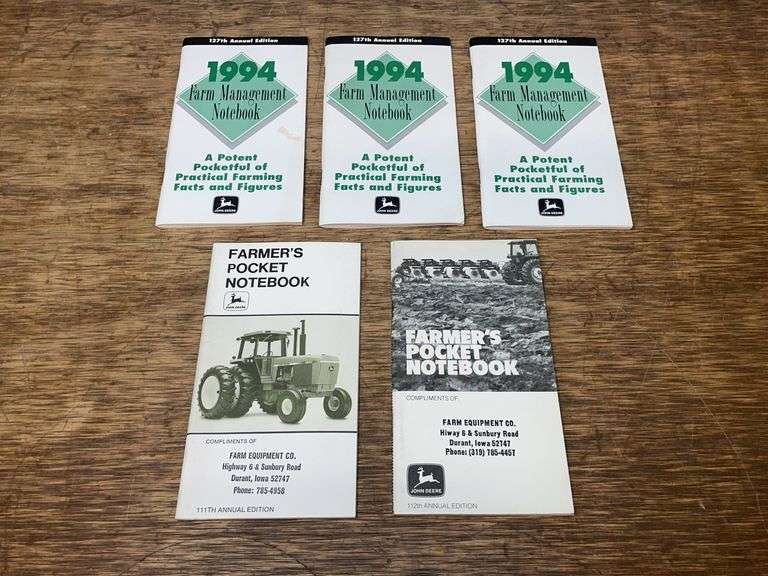 127th Annual Edition
1994
Farm Management
Notebook
A Potent
Pocketful of
Practical Farming
Facts and Figures
JOHN DEERE
127th Annual Edition
1994
Farm Management
Notebook
A Potent
Pocketful of
Practical Farming
Facts and Figures
JOHN DEERE
127th Annual Edition
1994
Farm Management
Notebook
A Potent
Pocketful of
Practical Farming
Facts and Figures
JOHN DEERE
FARMER'S
POCKET
NOTEBOOK
JOHN DEERE
COMPLIMENTS OF
FARM EQUIPMENT CO.
Highway 6 & Sunbury Road
Durant, Iowa 52747
Phone: 785-4958
111TH ANNUAL EDITION
FARMER'S
POCKET
NOTEBOOK
COMPLIMENTS OF:
FARM EQUIPMENT CO.
Hiway 6 & Sunbury Road
Durant, Iowa 52747
Phone: (319) 785-4457
JOHN DEERE
112th ANNUAL EDITION